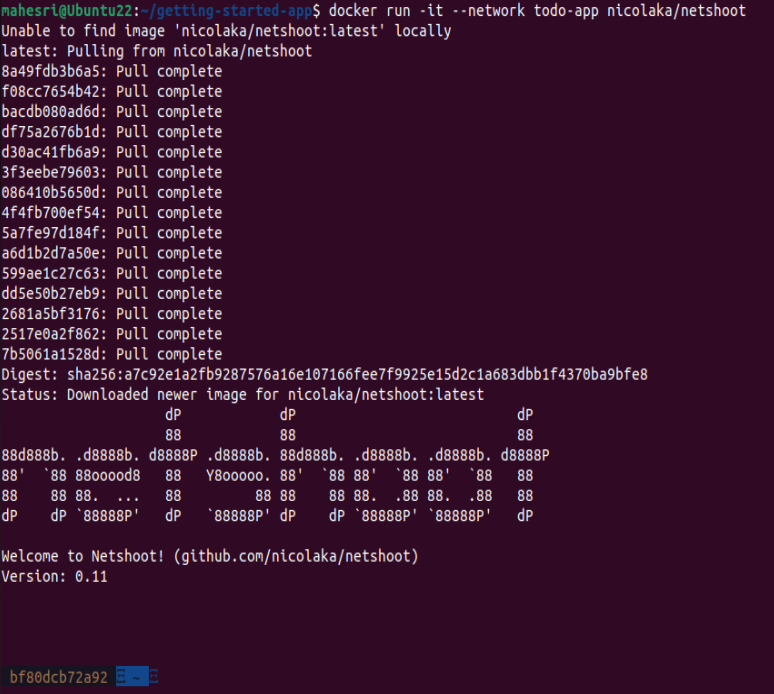 mahesri@Ubuntu22:~/getting-started-app$ docker run -it --network todo-app nicolaka/netshoot
Unable to find image 'nicolaka/netshoot:latest' locally
latest: Pulling from nicolaka/netshoot
8a49fdb3b6a5: Pull complete
f08cc7654b42: Pull complete
bacdb080ad6d: Pull complete
df75a2676b1d: Pull complete
d30ac41fb6a9: Pull complete
3f3eebe79603: Pull complete
086410b5650d: Pull complete
4f4fb700ef54: Pull complete
5a7fe97d184f: Pull complete
a6d1b2d7a50e: Pull complete
599ae1c27c63: Pull complete
dd5e50b27eb9: Pull complete
2681a5bf3176: Pull complete
2517e0a2f862: Pull complete
7b5061a1528d: Pull complete
Digest: sha256:a7c92e1a2fb9287576a16e107166fee7f9925e15d2c1a683dbb1f4370ba9bfe8
Status: Downloaded newer image for nicolaka/netshoot:latest
                    dP            dP                           dP
                    88            88                           88
88d888b. .d8888b. d8888P .d8888b. 88d888b. .d8888b. .d8888b. d8888P
88'  `88 88ooood8   88   Y8ooooo. 88'  `88 88'  `88 88'  `88   88
88    88 88.  ...   88         88 88    88 88.  .88 88.  .88   88
dP    dP `88888P'   dP   `88888P' dP    dP `88888P' `88888P'   dP
Welcome to Netshoot! (github.com/nicolaka/netshoot)
Version: 0.11
bf80dcb72a92 ~